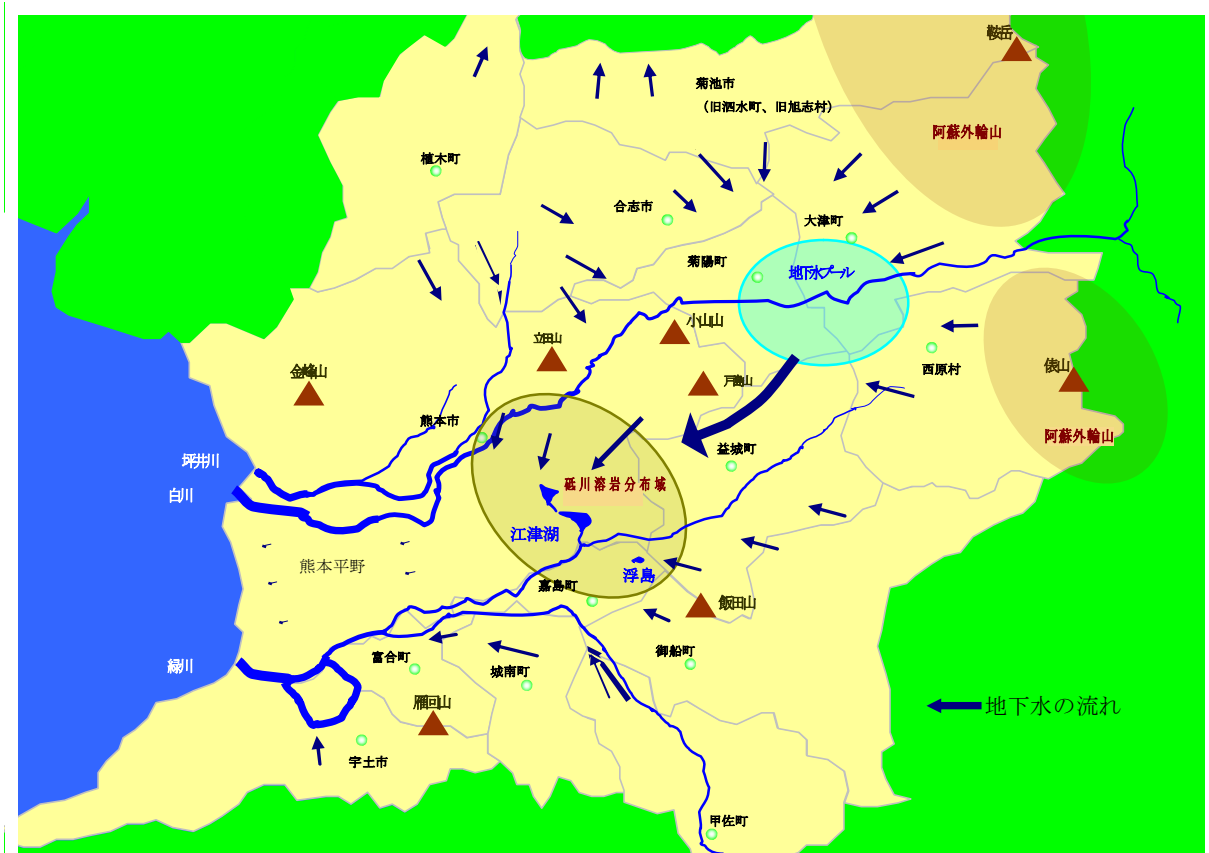 鞍岳
菊池市
（旧泗水町、旧旭志村）
阿蘇外輪山
植木町
合志市
大津町
菊陽町
地下水プール
小山山
立田山
西原村
俵山
金峰山
戸島山
熊本市
阿蘇外輪山
益城町
坪井川
砥川溶岩分布域
白川
江津湖
熊本平野
浮島
嘉島町
飯田山
御船町
富合町
緑川
城南町
雁回山
地下水の流れ
宇土市
甲佐町